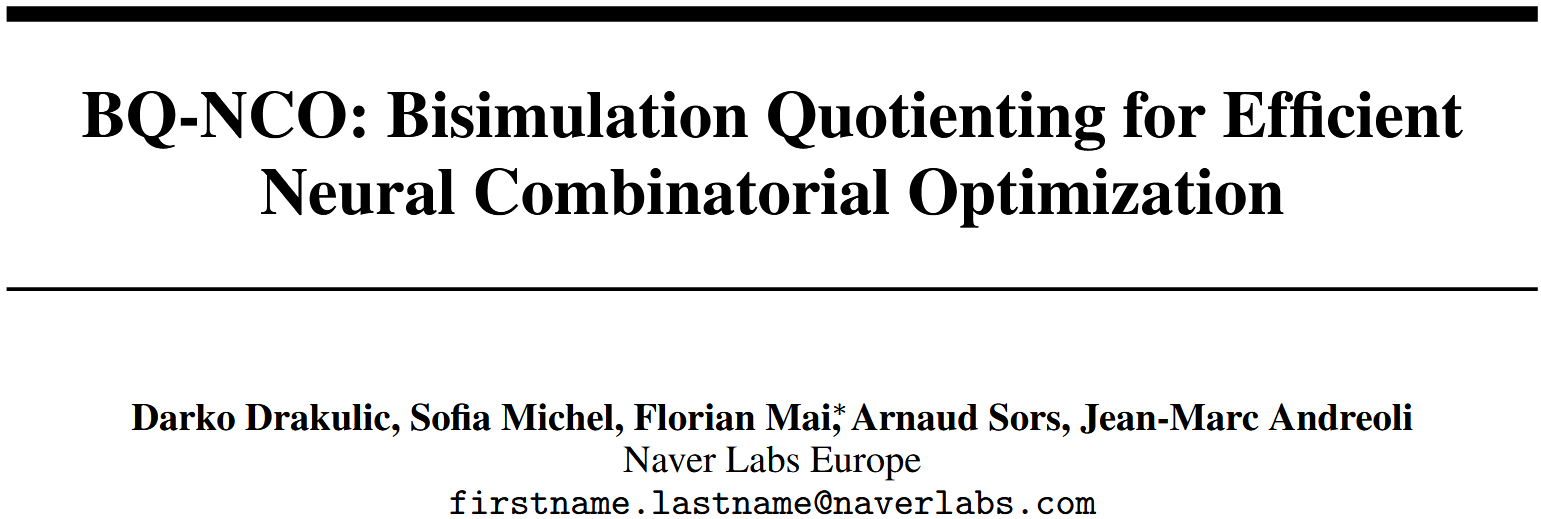 BQ-NCO: Bisimulation Quotienting for Efficient
Neural Combinatorial Optimization
Darko Drakulic, Sofia Michel, Florian Mai,* Arnaud Sors, Jean-Marc Andreoli
Naver Labs Europe
firstname.lastname@naverlabs.com